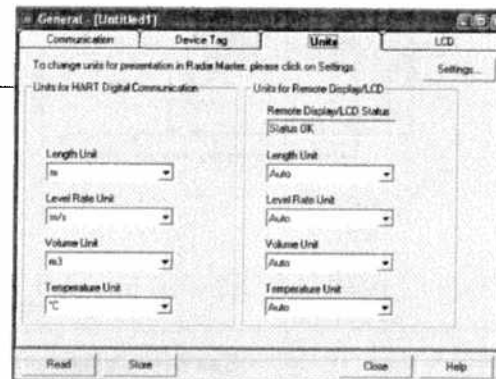 General - [Untitled1]
Communication
Device Tag
Units
LCD
To change units for presentation in Radar Master, please click on Settings.
Settings...
Units for HART Digital Communication
Length Unit
m
Level Rate Unit
m/s
Volume Unit
m3
Temperature Unit
°C
Units for Remote Display/LCD
Remote Display/LCD Status
Status OK
Length Unit
Auto
Level Rate Unit
Auto
Volume Unit
Auto
Temperature Unit
Auto
Read
Store
Close
Help